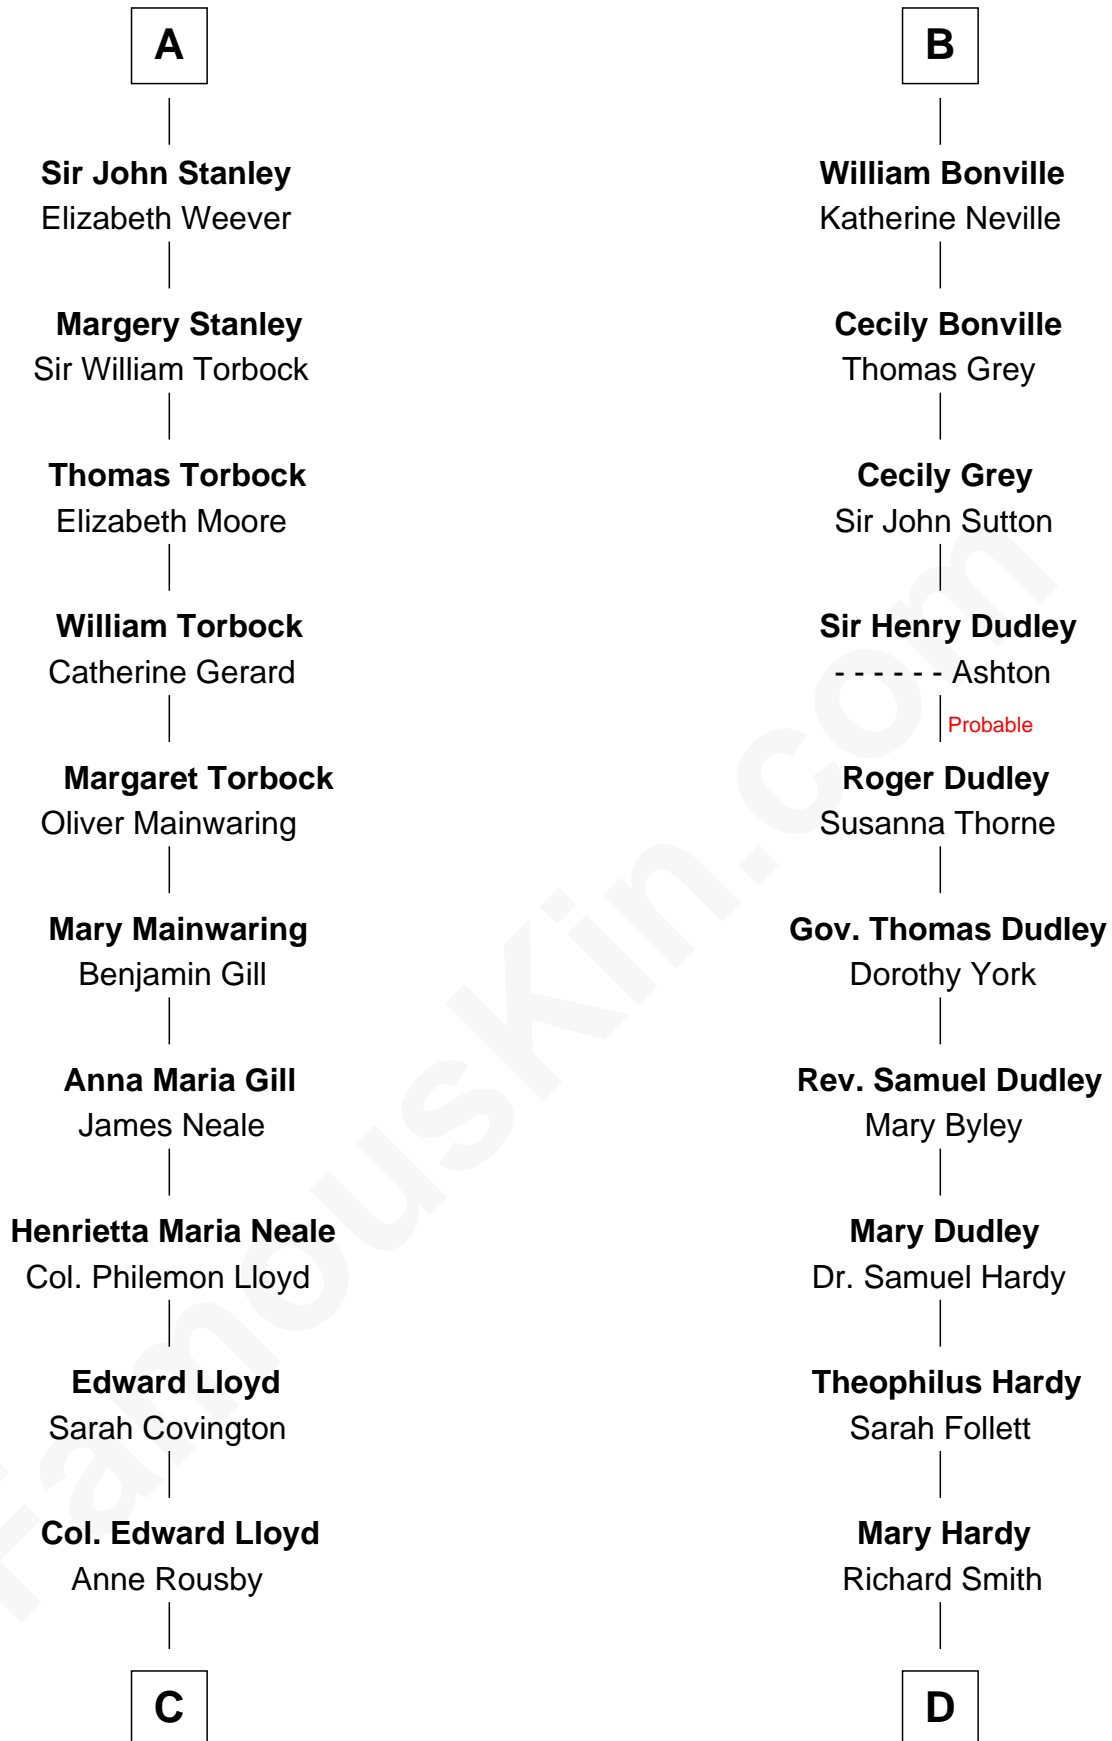 A
Sir John Stanley
Elizabeth Weever
Margery Stanley
Sir William Torbock
Thomas Torbock
Elizabeth Moore
William Torbock
Catherine Gerard
Margaret Torbock
Oliver Mainwaring
Mary Mainwaring
Benjamin Gill
Anna Maria Gill
James Neale
Henrietta Maria Neale
Col. Philemon Lloyd
Edward Lloyd
Sarah Covington
Col. Edward Lloyd
Anne Rousby
C
B
William Bonville
Katherine Neville
Cecily Bonville
Thomas Grey
Cecily Grey
Sir John Sutton
Sir Henry Dudley
- - - - - - Ashton
Probable
Roger Dudley
Susanna Thorne
Gov. Thomas Dudley
Dorothy York
Rev. Samuel Dudley
Mary Byley
Mary Dudley
Dr. Samuel Hardy
Theophilus Hardy
Sarah Follett
Mary Hardy
Richard Smith
D
FamousKin.com